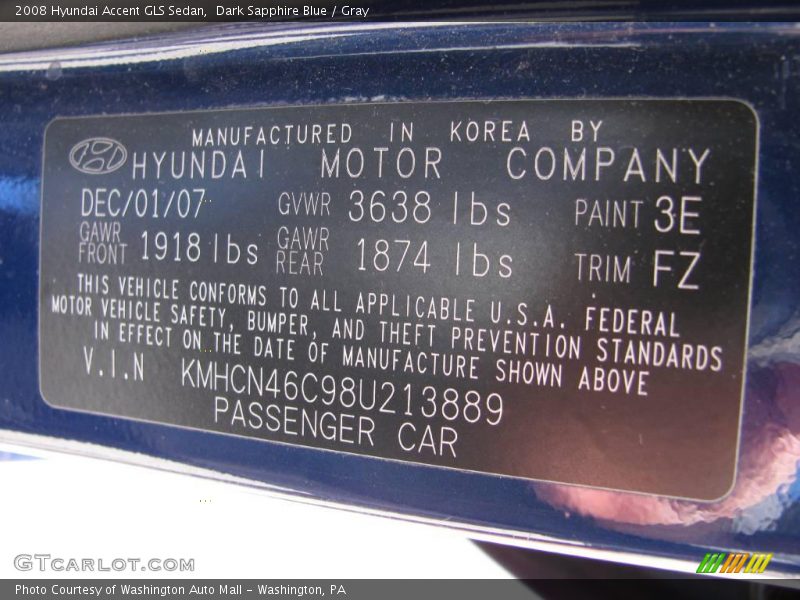 2008 Hyundai Accent GLS Sedan, Dark Sapphire Blue / Gray
MANUFACTURED IN KOREA BY
HYUNDAI MOTOR COMPANY
DEC/01/07 GVWR 3638 lbs PAINT 3E
GAWR FRONT 1918 lbs GAWR REAR 1874 lbs TRIM FZ
THIS VEHICLE CONFORMS TO ALL APPLICABLE U.S.A. FEDERAL
MOTOR VEHICLE SAFETY, BUMPER, AND THEFT PREVENTION STANDARDS
IN EFFECT ON THE DATE OF MANUFACTURE SHOWN ABOVE
V.I.N KMHCN46C98U213889
PASSENGER CAR
GTCARLOT.COM
Photo Courtesy of Washington Auto Mall - Washington, PA